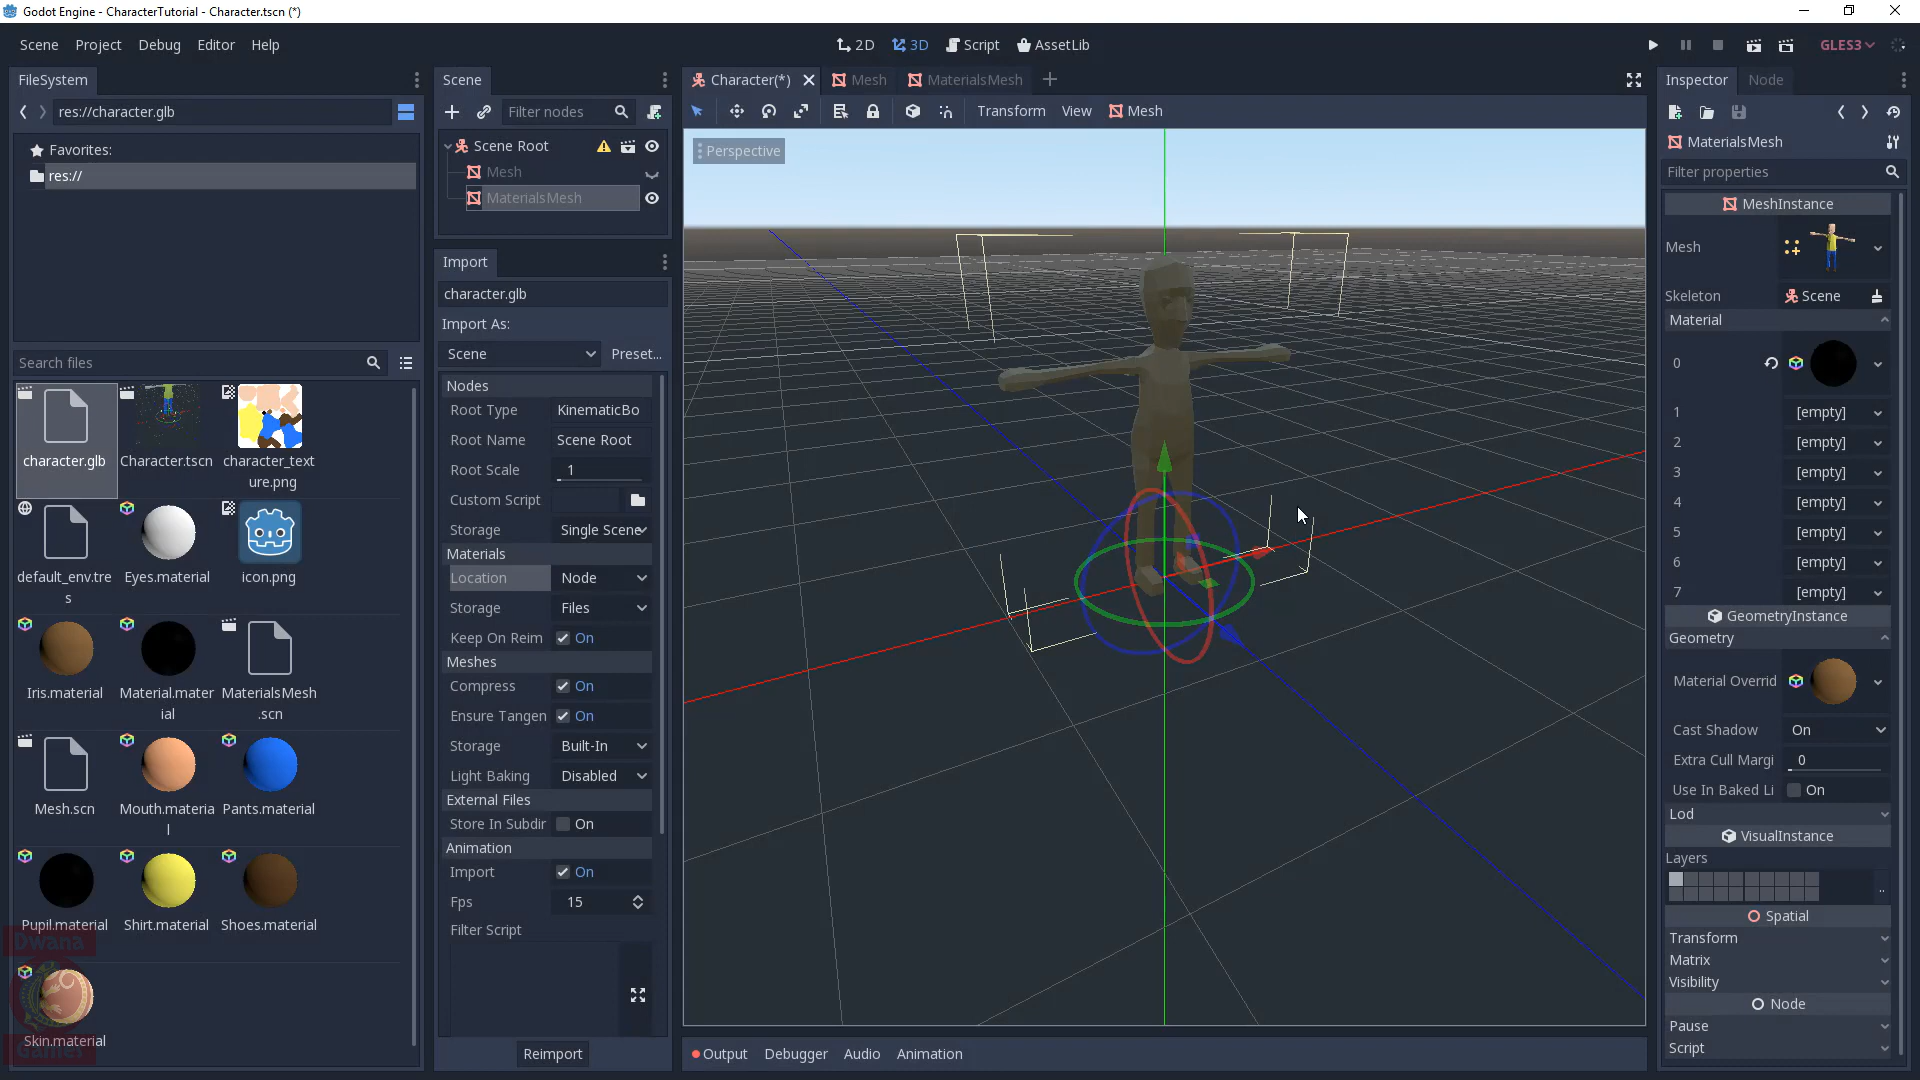 Godot Engine - CharacterTutorial - Character.tscn (*)
Scene Project Debug Editor Help
2D 3D Script AssetLib
GLES3
FileSystem
res://character.glb
Favorites:
res://
Search files
character.glb
Character.tscn
character_text
ure.png
default_env.tre
s
Eyes.material
icon.png
Iris.material
Material.mater
ial
MaterialsMesh
.scn
Mesh.scn
Mouth.materia
l
Pants.material
Pupil.material
Shirt.material
Shoes.material
Skin.material
Dwana
Games
Scene
Filter nodes
Scene Root
Mesh
MaterialsMesh
Import
character.glb
Import As:
Scene
Preset...
Nodes
Root Type KinematicBo
Root Name Scene Root
Root Scale 1
Custom Script
Storage Single Scene
Materials
Location Node
Storage Files
Keep On Reim On
Meshes
Compress On
Ensure Tangen On
Storage Built-In
Light Baking Disabled
External Files
Store In Subdir On
Animation
Import On
Fps 15
Filter Script
Reimport
Character(*) Mesh MaterialsMesh
Transform View Mesh
Perspective
Output Debugger Audio Animation
Inspector Node
MaterialsMesh
Filter properties
MeshInstance
Mesh
Skeleton Scene
Material
0
1 [empty]
2 [empty]
3 [empty]
4 [empty]
5 [empty]
6 [empty]
7 [empty]
GeometryInstance
Geometry
Material Overrid
Cast Shadow On
Extra Cull Margi 0
Use In Baked Li On
Lod
VisualInstance
Layers
..
Spatial
Transform
Matrix
Visibility
Node
Pause
Script